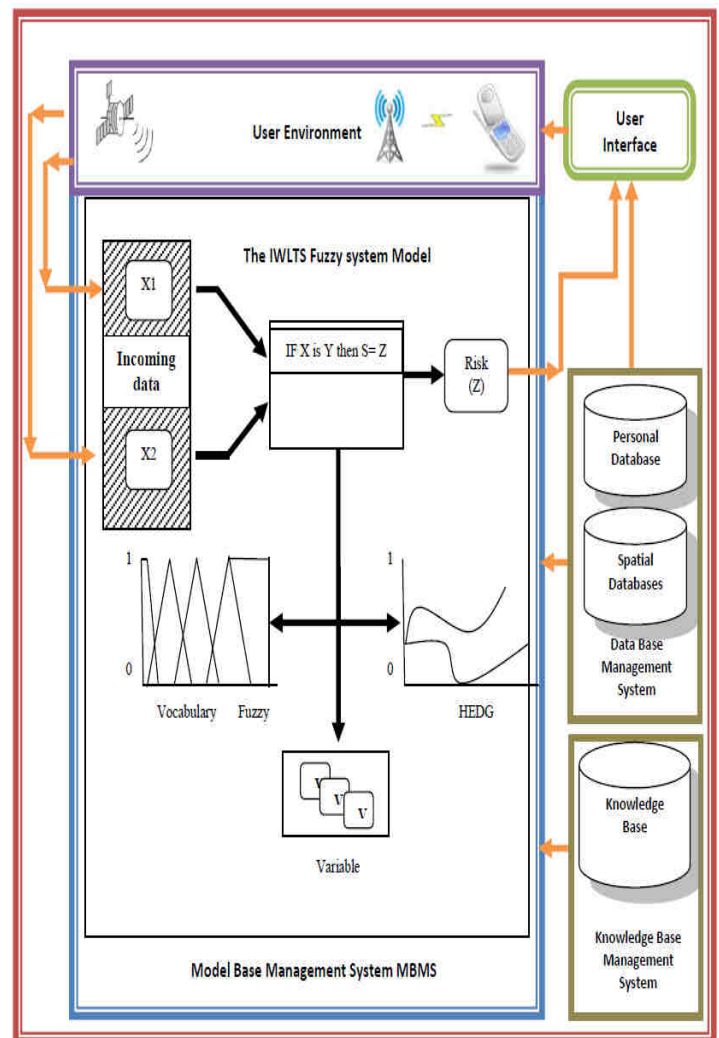 User Environment
User
Interface
The IWLTS Fuzzy system Model
X1
Incoming
data
X2
IF X is Y then S= Z
Risk
(Z)
Personal
Database
Spatial
Databases
Data Base
Management
System
1
0
Vocabulary Fuzzy
1
0
HEDG
V
V
V
Variable
Knowledge
Base
Knowledge Base
Management
System
Model Base Management System MBMS